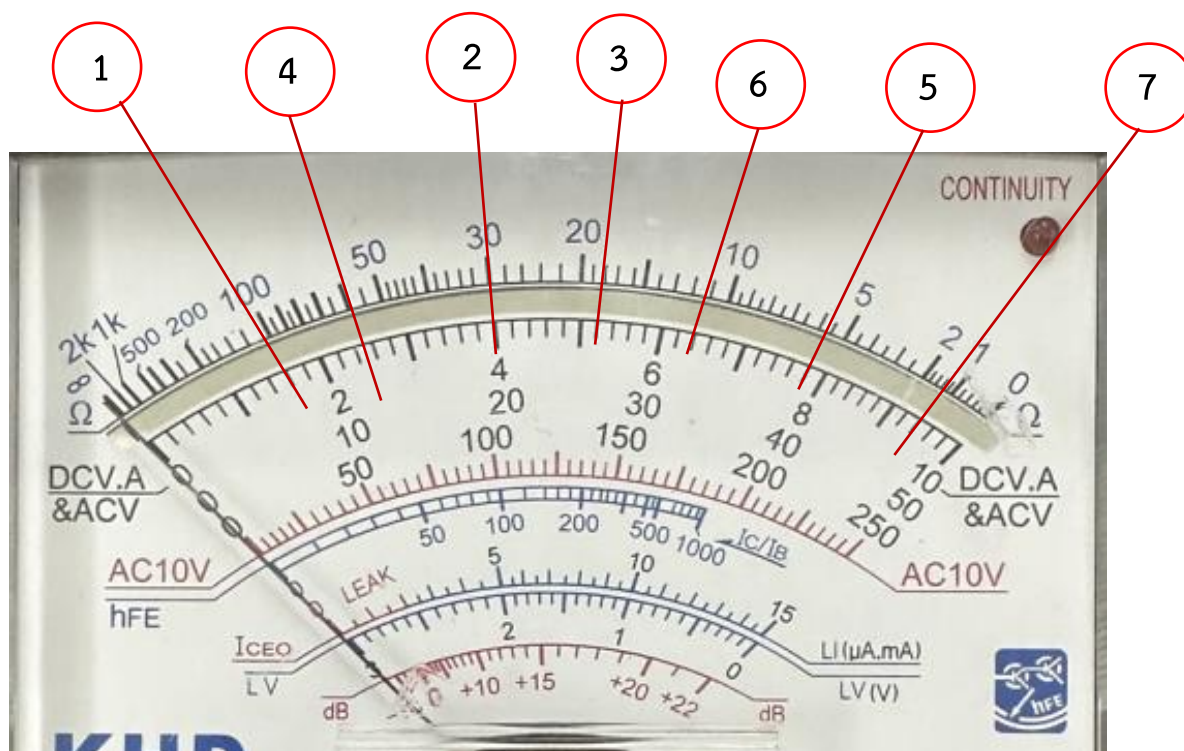 1 4 2 3 6 5 7
CONTINUITY
∞ 2k 1k 500 200 100 50 30 20 10 5 2 1 0
Ω Ω
2 4 6 8 10
10 20 30 40 50
50 100 150 200 250
DCV.A DCV.A
&ACV &ACV
AC10V AC10V
hFE 50 100 200 500 1000 IC/IB
LEAK 5 10 15
ICEO LI(µA.mA)
LV 2 1 0 LV(V)
dB 0 +10 +15 +20 +22 dB
hFE